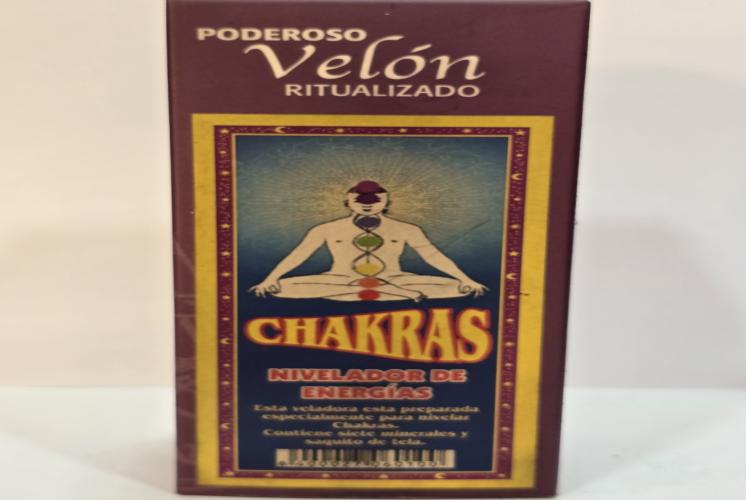 PODEROSO
Velón
RITUALIZADO
CHAKRAS
NIVELADOR DE
ENERGÍAS
Esta veladora esta preparada
especialmente para nivelar
Chakras.
Contiene siete minerales y
saquito de tela.